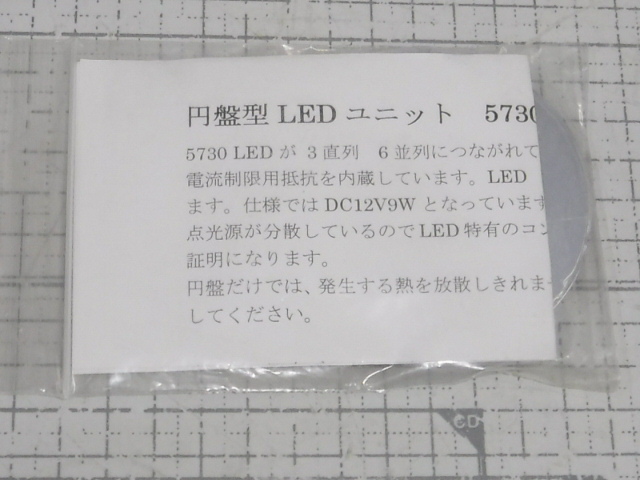 円盤型 LED ユニット 5730
5730 LED が 3 直列 6 並列につながれて
電流制限用抵抗を内蔵しています。LED
ます。仕様では DC12V9W となっています
点光源が分散しているので LED 特有のコン
証明になります。
円盤だけでは、発生する熱を放散しきれま
してください。
CD